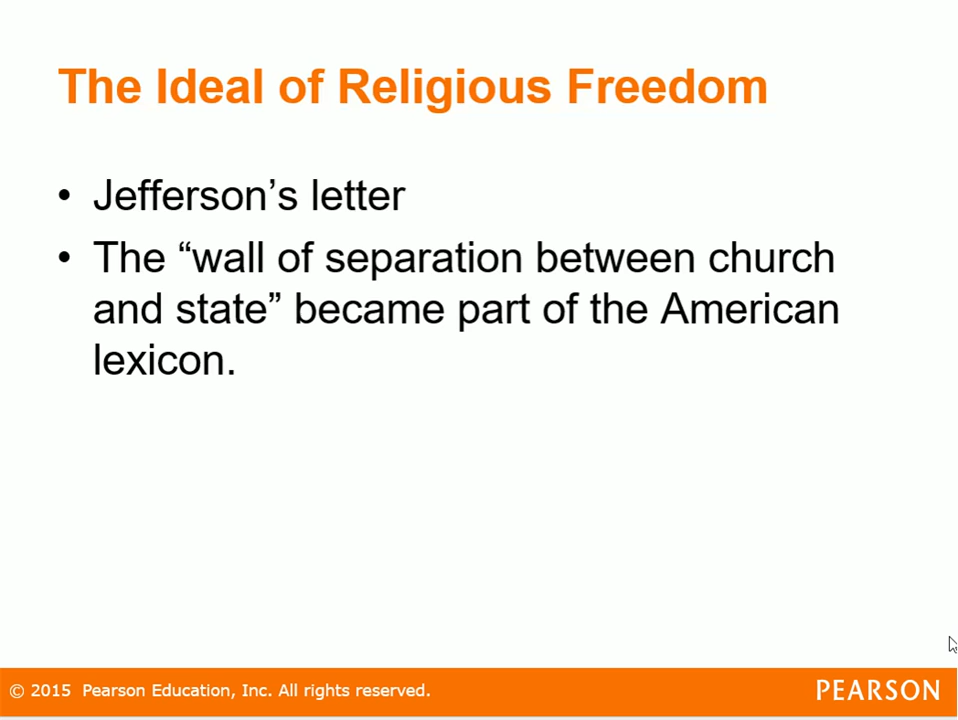 The Ideal of Religious Freedom
• Jefferson’s letter
• The “wall of separation between church
and state” became part of the American
lexicon.
© 2015 Pearson Education, Inc. All rights reserved.
PEARSON